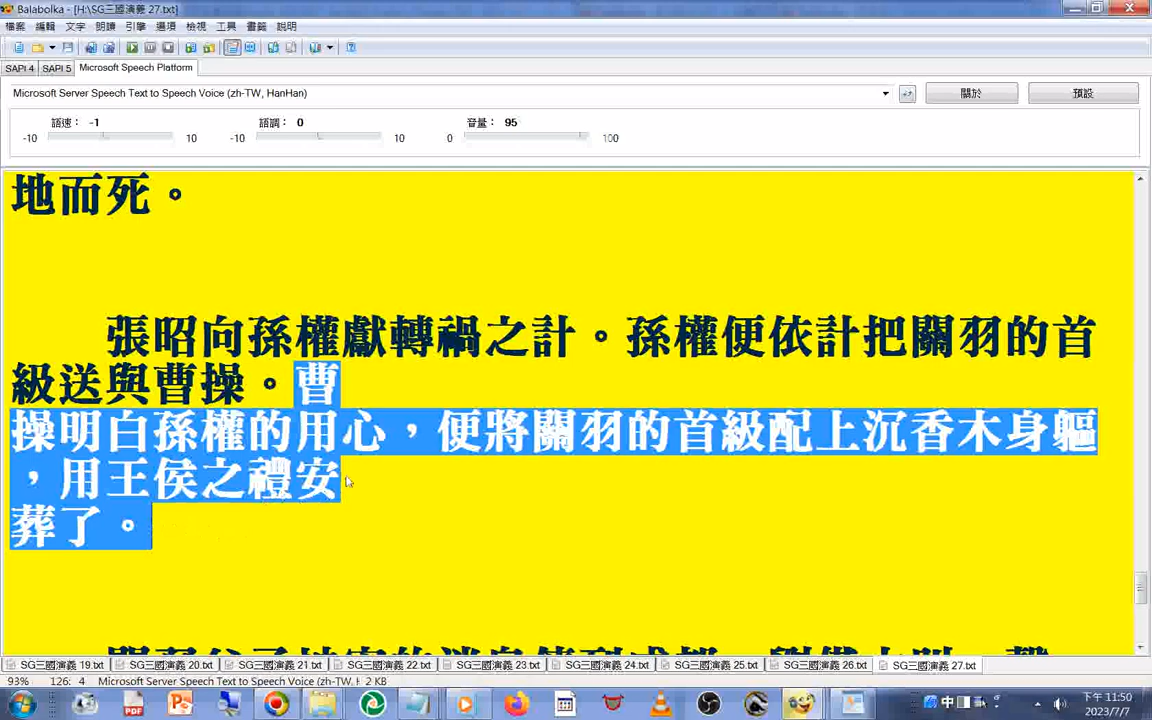 Balabolka - [H:\SG三國演義 27.txt]
檔案 編輯 文字 朗讀 引擎 選項 檢視 工具 書籤 說明
SAPI 4 SAPI 5 Microsoft Speech Platform
Microsoft Server Speech Text to Speech Voice (zh-TW, HanHan)
關於 預設
語速： -1 語調： 0 音量： 95
-10 10 -10 10 0 100
地而死。
張昭向孫權獻轉禍之計。孫權便依計把關羽的首
級送與曹操。曹
操明白孫權的用心，便將關羽的首級配上沉香木身軀
，用王侯之禮安
葬了。
SG三國演義 19.txt SG三國演義 20.txt SG三國演義 21.txt SG三國演義 22.txt SG三國演義 23.txt SG三國演義 24.txt SG三國演義 25.txt SG三國演義 26.txt SG三國演義 27.txt
93% 126: 4 Microsoft Server Speech Text to Speech Voice (zh-TW, H 2 KB
中
下午 11:50
2023/7/7